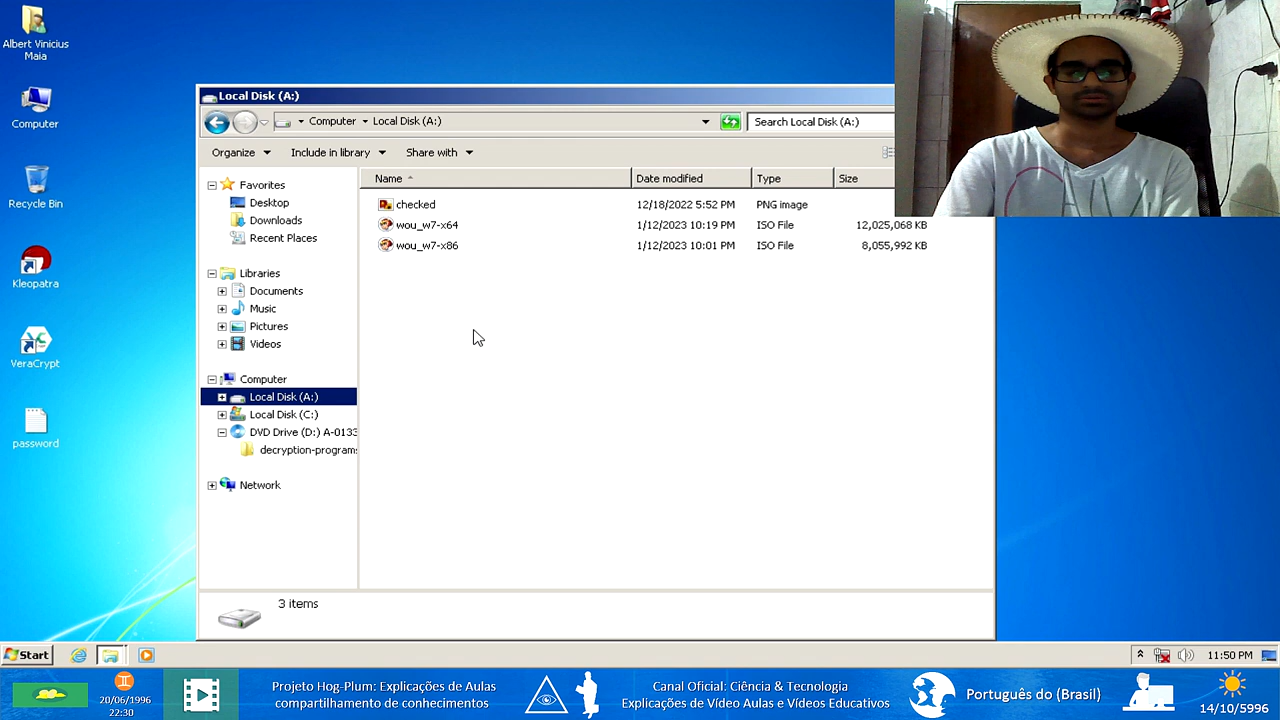 Albert Vinicius
Maia
Computer
Recycle Bin
Kleopatra
VeraCrypt
password
Local Disk (A:)
Computer Local Disk (A:)
Search Local Disk (A:)
Organize Include in library Share with
Favorites
Desktop
Downloads
Recent Places
Libraries
Documents
Music
Pictures
Videos
Computer
Local Disk (A:)
Local Disk (C:)
DVD Drive (D:) A-0133
decryption-programs
Network
Name Date modified Type Size
checked 12/18/2022 5:52 PM PNG image
wou_w7-x64 1/12/2023 10:19 PM ISO File 12,025,068 KB
wou_w7-x86 1/12/2023 10:01 PM ISO File 8,055,992 KB
3 items
Start
11:50 PM
20/06/1996
22:30
Projeto Hog-Plum: Explicações de Aulas
compartilhamento de conhecimentos
Canal Oficial: Ciência & Tecnologia
Explicações de Vídeo Aulas e Vídeos Educativos
Português do (Brasil)
14/10/5996